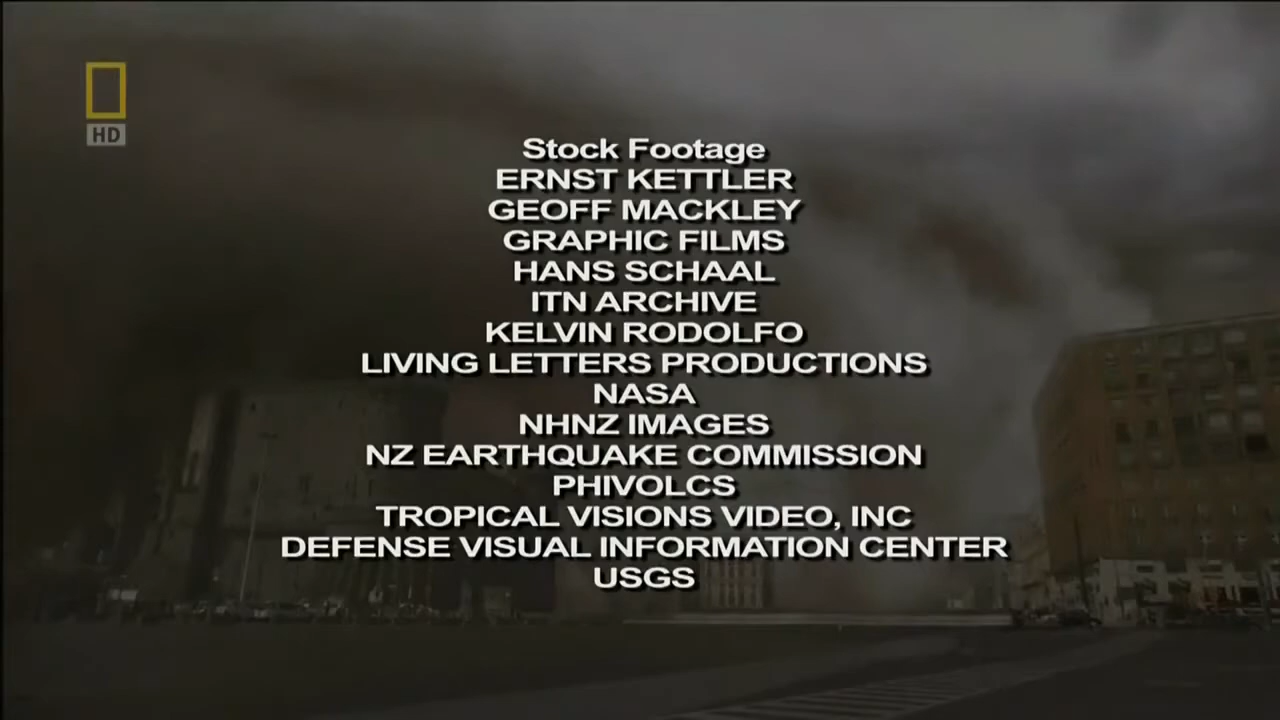 HD
Stock Footage
ERNST KETTLER
GEOFF MACKLEY
GRAPHIC FILMS
HANS SCHAAL
ITN ARCHIVE
KELVIN RODOLFO
LIVING LETTERS PRODUCTIONS
NASA
NHNZ IMAGES
NZ EARTHQUAKE COMMISSION
PHIVOLCS
TROPICAL VISIONS VIDEO, INC
DEFENSE VISUAL INFORMATION CENTER
USGS